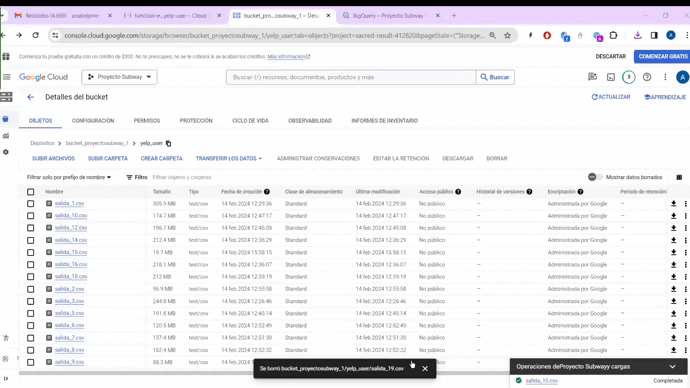 Recibidos (4.669) - anabelpinei
function e...yelp_user – Cloud
bucket_pro...osubway_1 – Detal
BigQuery – Proyecto Subway
console.cloud.google.com/storage/browser/bucket_proyectosubway_1/yelp_user;tab=objects?project=sacred-result-412820&pageState=("Storage...
Comienza tu prueba gratuita con un crédito de $300. No te preocupes, no se te cobrará si se acaban los créditos. Más información
DESCARTAR
COMENZAR GRATIS
Google Cloud
Proyecto Subway
Buscar (/) recursos, documentos, productos y más
Buscar
Detalles del bucket
ACTUALIZAR
APRENDIZAJE
OBJETOS
CONFIGURACIÓN
PERMISOS
PROTECCIÓN
CICLO DE VIDA
OBSERVABILIDAD
INFORMES DE INVENTARIO
Depósitos > bucket_proyectosubway_1 > yelp_user
SUBIR ARCHIVOS
SUBIR CARPETA
CREAR CARPETA
TRANSFERIR LOS DATOS
ADMINISTRAR CONSERVACIONES
EDITAR LA RETENCIÓN
DESCARGAR
BORRAR
Filtrar solo por prefijo de nombre
Filtro
Filtrar objetos y carpetas
Mostrar datos borrados
Nombre Tamaño Tipo Fecha de creación Clase de almacenamiento Última modificación Acceso público Historial de versiones Encriptación Período de retención
salida_1.csv 205.9 MB text/csv 14 feb 2024 12:29:36 Standard 14 feb 2024 12:29:36 No público – Administrada por Google –
salida_10.csv 174.7 MB text/csv 14 feb 2024 12:47:17 Standard 14 feb 2024 12:47:17 No público – Administrada por Google –
salida_12.csv 196.7 MB text/csv 14 feb 2024 12:45:08 Standard 14 feb 2024 12:45:08 No público – Administrada por Google –
salida_14.csv 212.4 MB text/csv 14 feb 2024 12:36:29 Standard 14 feb 2024 12:36:29 No público – Administrada por Google –
salida_15.csv 19.7 MB text/csv 14 feb 2024 15:58:15 Standard 14 feb 2024 15:58:15 No público – Administrada por Google –
salida_16.csv 218.1 MB text/csv 14 feb 2024 12:36:07 Standard 14 feb 2024 12:36:07 No público – Administrada por Google –
salida_18.csv 212 MB text/csv 14 feb 2024 12:39:19 Standard 14 feb 2024 12:39:19 No público – Administrada por Google –
salida_2.csv 96.9 MB text/csv 14 feb 2024 12:55:58 Standard 14 feb 2024 12:55:58 No público – Administrada por Google –
salida_3.csv 244.8 MB text/csv 14 feb 2024 12:26:46 Standard 14 feb 2024 12:26:46 No público – Administrada por Google –
salida_5.csv 191.8 MB text/csv 14 feb 2024 12:45:14 Standard 14 feb 2024 12:45:14 No público – Administrada por Google –
salida_6.csv 120.5 MB text/csv 14 feb 2024 12:52:49 Standard 14 feb 2024 12:52:49 No público – Administrada por Google –
salida_7.csv 137.4 MB text/csv 14 feb 2024 12:51:30 Standard 14 feb 2024 12:51:30 No público – Administrada por Google –
salida_8.csv 162.4 MB text/csv 14 feb 2024 12:52:32 Standard 14 feb 2024 12:52:32 No público – Administrada por Google –
salida_9.csv 88.3 MB
Se borró bucket_proyectosubway_1/yelp_user/salida_19.csv
Operaciones deProyecto Subwayy cargas
salida_15.csv Completada